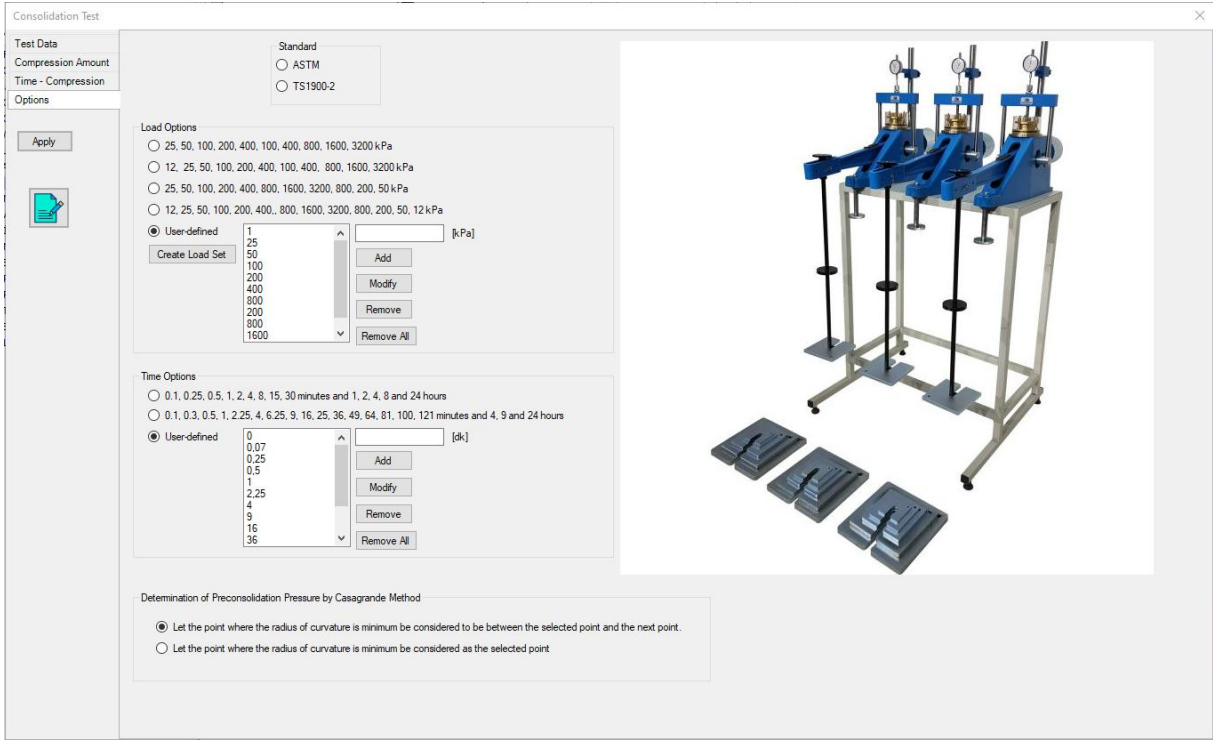 Consolidation Test
Test Data
Compression Amount
Time - Compression
Options
Apply
Standard
ASTM
TS1900-2
Load Options
25, 50, 100, 200, 400, 100, 400, 800, 1600, 3200 kPa
12, 25, 50, 100, 200, 400, 100, 400, 800, 1600, 3200 kPa
25, 50, 100, 200, 400, 800, 1600, 3200, 800, 200, 50 kPa
12, 25, 50, 100, 200, 400,, 800, 1600, 3200, 800, 200, 50, 12 kPa
User-defined
Create Load Set
1
25
50
100
200
400
800
200
800
1600
[kPa]
Add
Modify
Remove
Remove All
Time Options
0.1, 0.25, 0.5, 1, 2, 4, 8, 15, 30 minutes and 1, 2, 4, 8 and 24 hours
0.1, 0.3, 0.5, 1, 2.25, 4, 6.25, 9, 16, 25, 36, 49, 64, 81, 100, 121 minutes and 4, 9 and 24 hours
User-defined
0
0,07
0,25
0,5
1
2,25
4
9
16
36
[dk]
Add
Modify
Remove
Remove All
Determination of Preconsolidation Pressure by Casagrande Method
Let the point where the radius of curvature is minimum be considered to be between the selected point and the next point.
Let the point where the radius of curvature is minimum be considered as the selected point